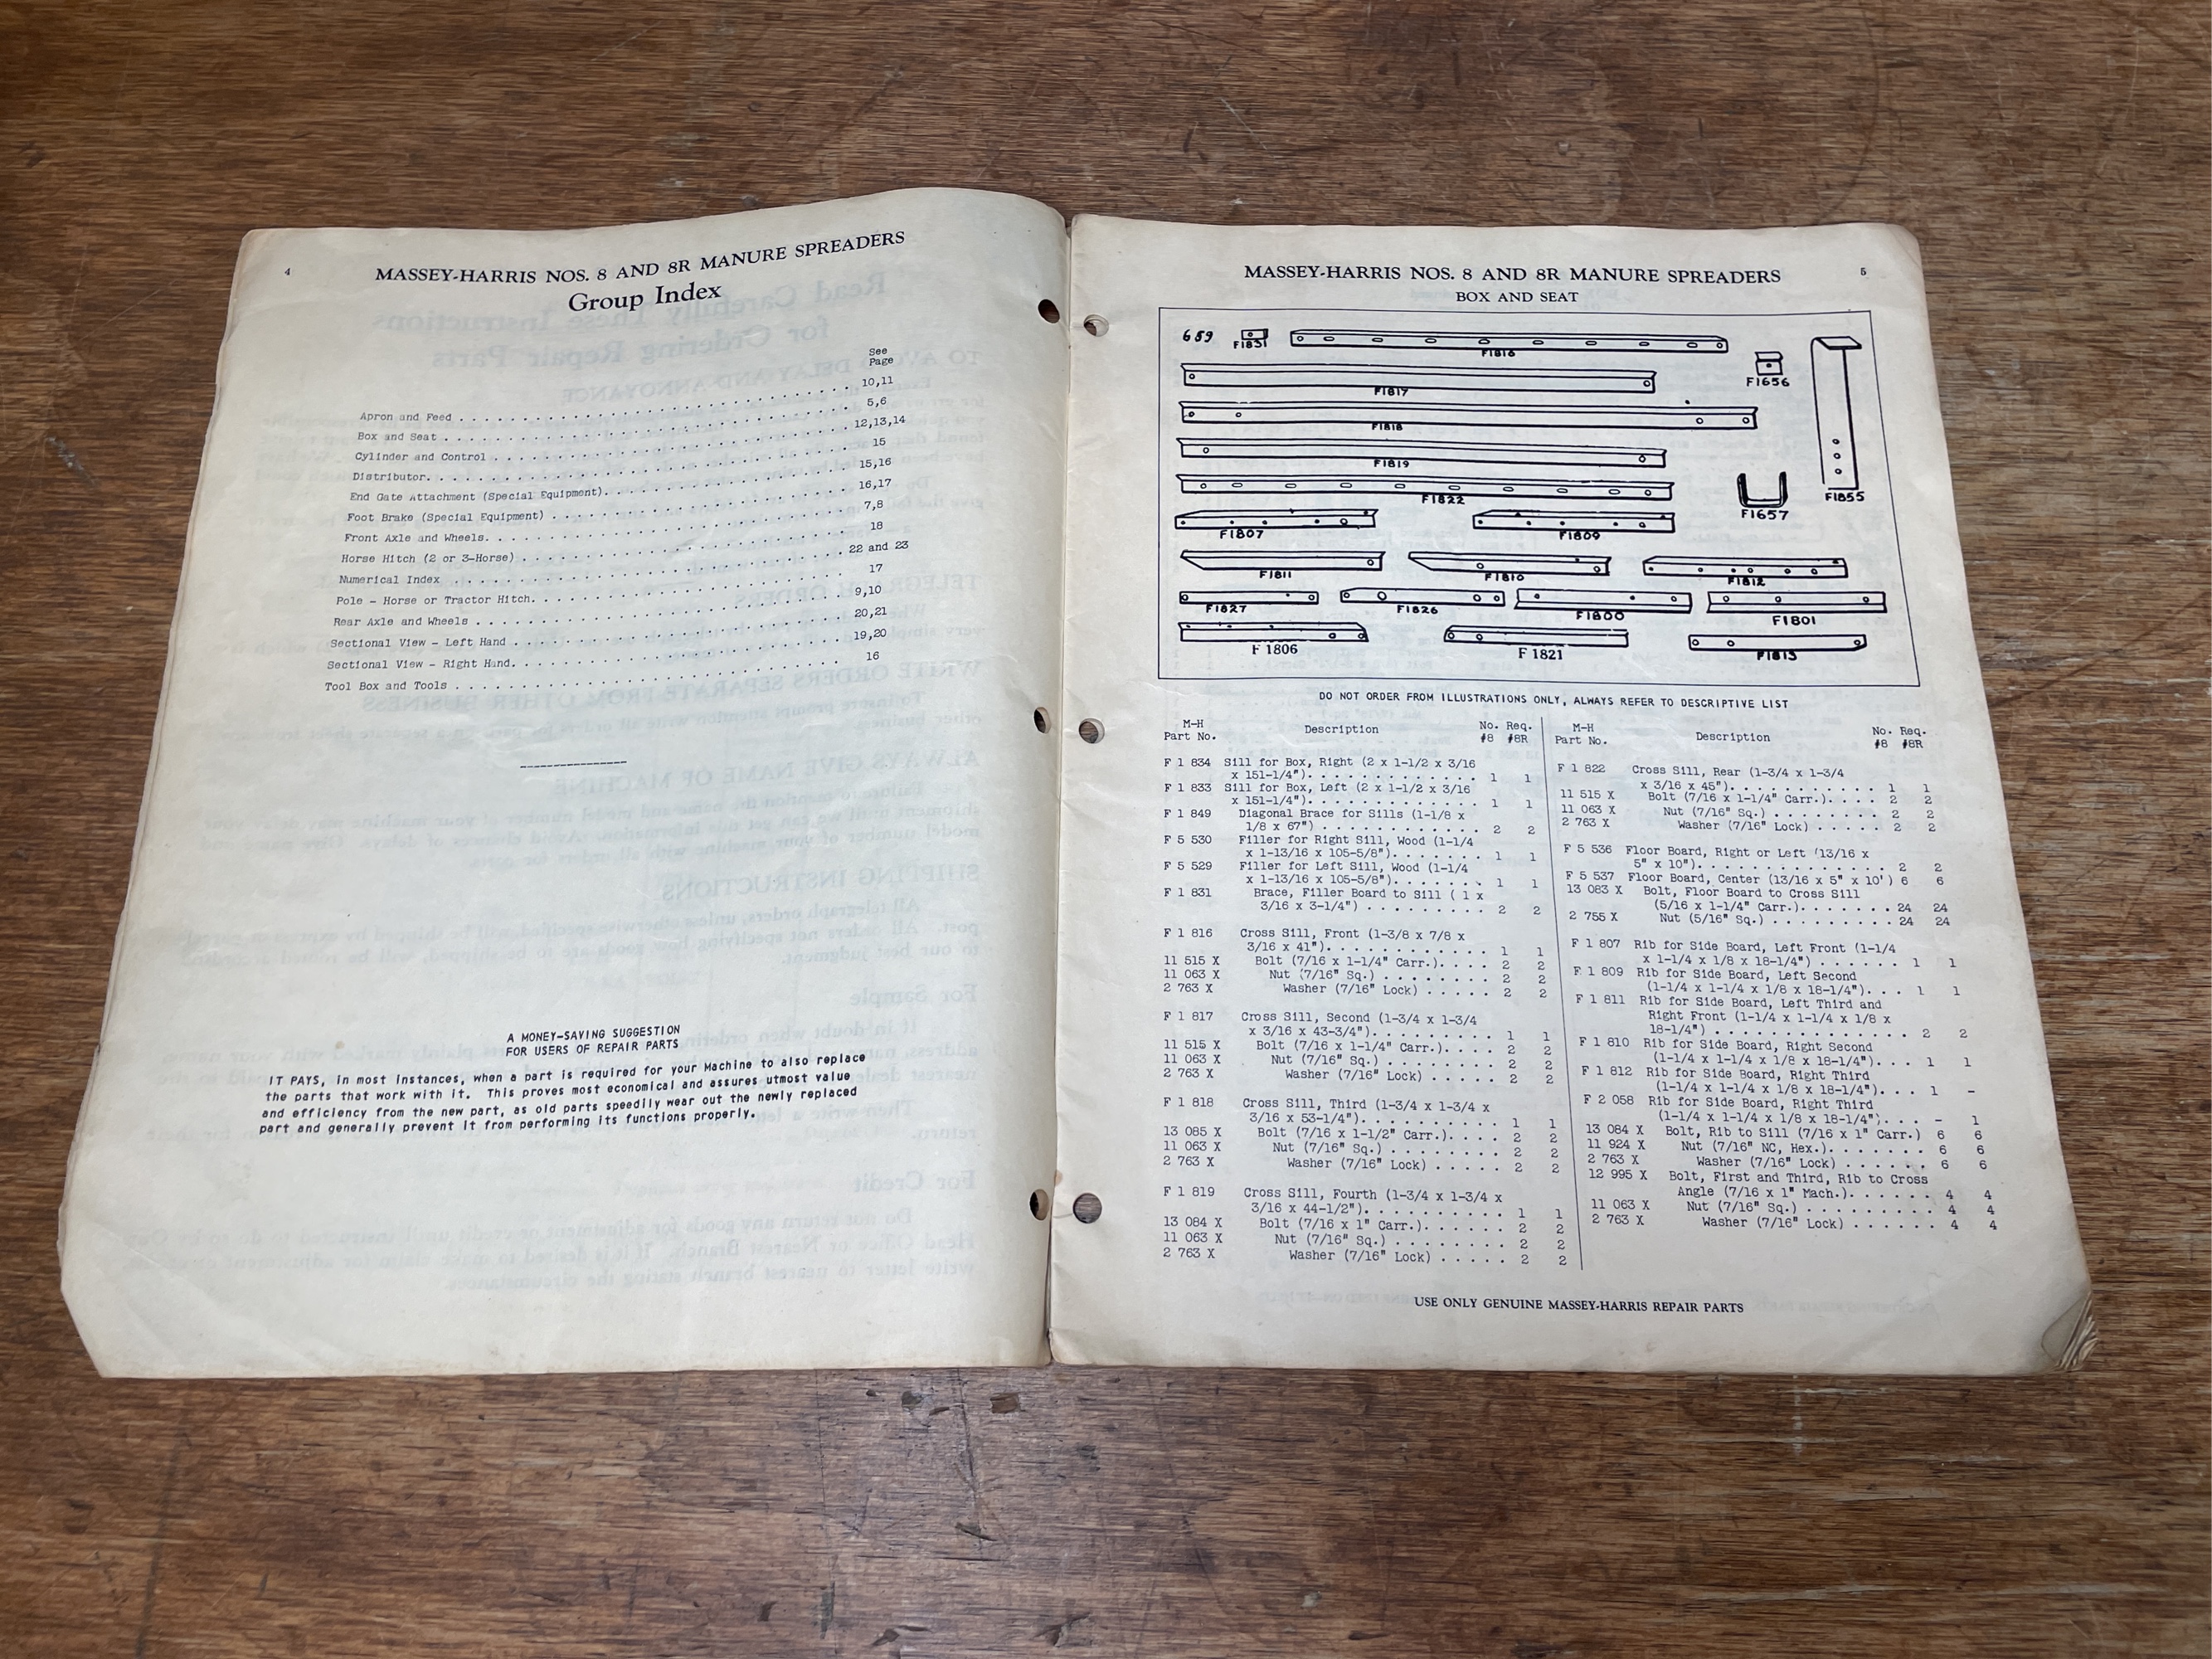 4
MASSEY-HARRIS NOS. 8 AND 8R MANURE SPREADERS
Group Index
See
Page
Apron and Feed . . . . . . . . . . 10,11
Box and Seat . . . . . . . . . . 5,6
Cylinder and Control . . . . . . . . . . 12,13,14
Distributor. . . . . . . . . . . 15
End Gate Attachment (Special Equipment). . . . . . . . . . 15,16
Foot Brake (Special Equipment) . . . . . . . . . . 16,17
Front Axle and Wheels. . . . . . . . . . 7,8
Horse Hitch (2 or 3-Horse) . . . . . . . . . . 18
Numerical Index . . . . . . . . . . 22 and 23
Pole - Horse or Tractor Hitch. . . . . . . . . . 17
Rear Axle and Wheels . . . . . . . . . . 9,10
Sectional View - Left Hand . . . . . . . . . . 20,21
Sectional View - Right Hand. . . . . . . . . . 19,20
Tool Box and Tools . . . . . . . . . . 16
A MONEY-SAVING SUGGESTION
FOR USERS OF REPAIR PARTS
IT PAYS, in most instances, when a part is required for your Machine to also replace
the parts that work with it. This proves most economical and assures utmost value
and efficiency from the new part, as old parts speedily wear out the newly replaced
part and generally prevent it from performing its functions properly.
MASSEY-HARRIS NOS. 8 AND 8R MANURE SPREADERS 5
BOX AND SEAT
659 F1831 F1816
F1656
F1817
F1818
F1819
F1822 F1657 F1855
F1807 F1809
F1811 F1810 F1812
F1827 F1826 F1800 F1801
F 1806 F 1821 F1813
DO NOT ORDER FROM ILLUSTRATIONS ONLY, ALWAYS REFER TO DESCRIPTIVE LIST
M-H No. Req.
Part No. Description #8 #8R
F 1 834 Sill for Box, Right (2 x 1-1/2 x 3/16
x 151-1/4"). . . . . . . . . . . . 1 1
F 1 833 Sill for Box, Left (2 x 1-1/2 x 3/16
x 151-1/4"). . . . . . . . . . . . 1 1
F 1 849 Diagonal Brace for Sills (1-1/8 x
1/8 x 67") . . . . . . . . . . . . 2 2
F 5 530 Filler for Right Sill, Wood (1-1/4
x 1-13/16 x 105-5/8"). . . . . . . 1 1
F 5 529 Filler for Left Sill, Wood (1-1/4
x 1-13/16 x 105-5/8"). . . . . . . 1 1
F 1 831 Brace, Filler Board to Sill ( 1 x
3/16 x 3-1/4") . . . . . . . . . . 2 2
F 1 816 Cross Sill, Front (1-3/8 x 7/8 x
3/16 x 41"). . . . . . . . . . . . 1 1
11 515 X Bolt (7/16 x 1-1/4" Carr.). . . . 2 2
11 063 X Nut (7/16" Sq.) . . . . . . . . 2 2
2 763 X Washer (7/16" Lock) . . . . . 2 2
F 1 817 Cross Sill, Second (1-3/4 x 1-3/4
x 3/16 x 43-3/4"). . . . . . . . . 1 1
11 515 X Bolt (7/16 x 1-1/4" Carr.). . . . 2 2
11 063 X Nut (7/16" Sq.) . . . . . . . . 2 2
2 763 X Washer (7/16" Lock) . . . . . 2 2
F 1 818 Cross Sill, Third (1-3/4 x 1-3/4 x
3/16 x 53-1/4"). . . . . . . . . . 1 1
13 085 X Bolt (7/16 x 1-1/2" Carr.). . . . 2 2
11 063 X Nut (7/16" Sq.) . . . . . . . . 2 2
2 763 X Washer (7/16" Lock) . . . . . 2 2
F 1 819 Cross Sill, Fourth (1-3/4 x 1-3/4 x
3/16 x 44-1/2"). . . . . . . . . . 1 1
13 084 X Bolt (7/16 x 1" Carr.). . . . . . 2 2
11 063 X Nut (7/16" Sq.) . . . . . . . . 2 2
2 763 X Washer (7/16" Lock) . . . . . 2 2
M-H No. Req.
Part No. Description #8 #8R
F 1 822 Cross Sill, Rear (1-3/4 x 1-3/4
x 3/16 x 45"). . . . . . . . . . . 1 1
11 515 X Bolt (7/16 x 1-1/4" Carr.). . . . 2 2
11 063 X Nut (7/16" Sq.) . . . . . . . . 2 2
2 763 X Washer (7/16" Lock) . . . . . 2 2
F 5 536 Floor Board, Right or Left (13/16 x
5" x 10"). . . . . . . . . . . . . 2 2
F 5 537 Floor Board, Center (13/16 x 5" x 10') 6 6
13 083 X Bolt, Floor Board to Cross Sill
(5/16 x 1-1/4" Carr.). . . . . . . . 24 24
2 755 X Nut (5/16" Sq.) . . . . . . . . . 24 24
F 1 807 Rib for Side Board, Left Front (1-1/4
x 1-1/4 x 1/8 x 18-1/4") . . . . . . 1 1
F 1 809 Rib for Side Board, Left Second
(1-1/4 x 1-1/4 x 1/8 x 18-1/4"). . . 1 1
F 1 811 Rib for Side Board, Left Third and
Right Front (1-1/4 x 1-1/4 x 1/8 x
18-1/4") . . . . . . . . . . . . . 2 2
F 1 810 Rib for Side Board, Right Second
(1-1/4 x 1-1/4 x 1/8 x 18-1/4"). . . 1 1
F 1 812 Rib for Side Board, Right Third
(1-1/4 x 1-1/4 x 1/8 x 18-1/4"). . . 1 -
F 2 058 Rib for Side Board, Right Third
(1-1/4 x 1-1/4 x 1/8 x 18-1/4"). . . - 1
13 084 X Bolt, Rib to Sill (7/16 x 1" Carr.) 6 6
11 924 X Nut (7/16" NC, Hex.). . . . . . . 6 6
2 763 X Washer (7/16" Lock) . . . . . . 6 6
12 995 X Bolt, First and Third, Rib to Cross
Angle (7/16 x 1" Mach.). . . . . . 4 4
11 063 X Nut (7/16" Sq.) . . . . . . . . . 4 4
2 763 X Washer (7/16" Lock) . . . . . . 4 4
USE ONLY GENUINE MASSEY-HARRIS REPAIR PARTS